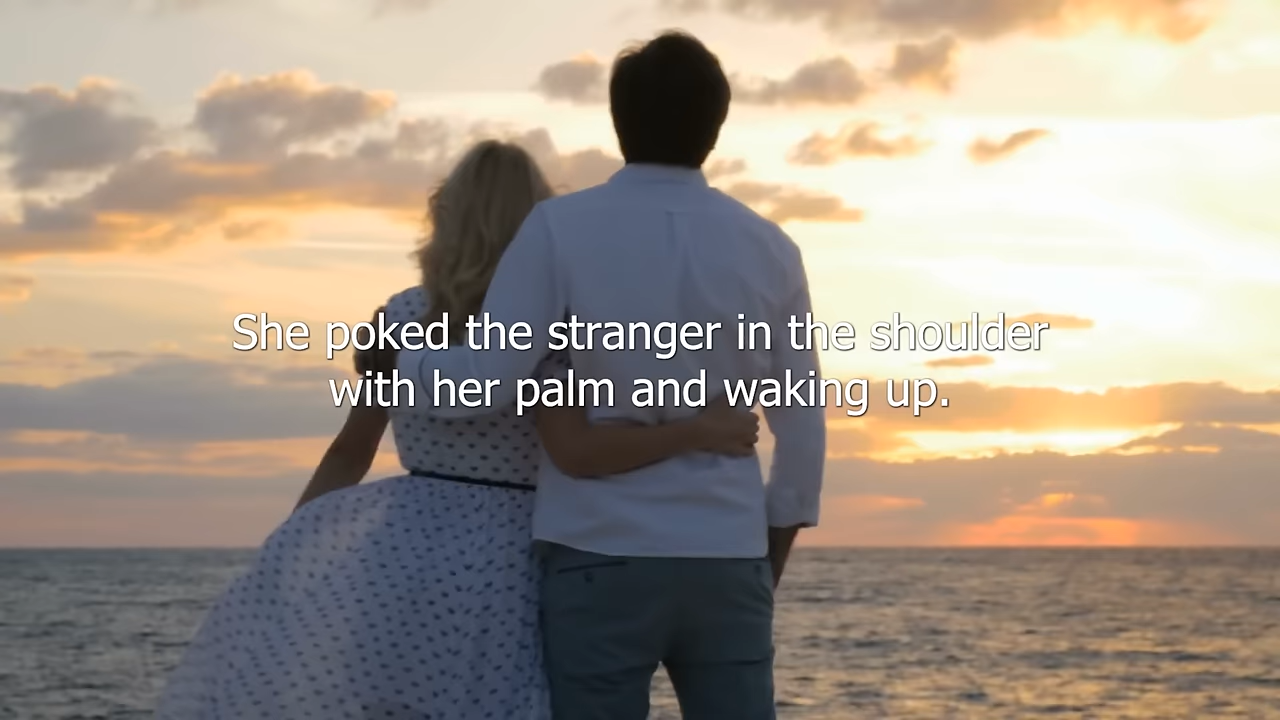 She poked the stranger in the shoulder
with her palm and waking up.